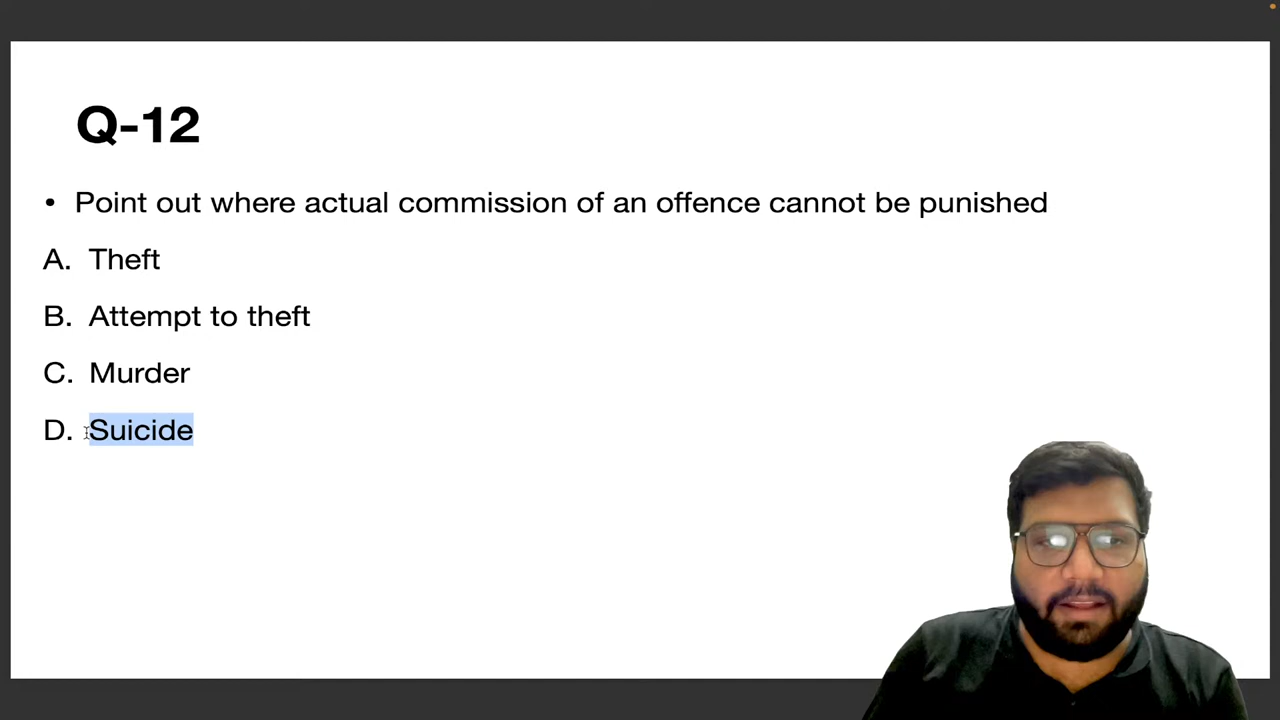 Q-12
• Point out where actual commission of an offence cannot be punished
A. Theft
B. Attempt to theft
C. Murder
D. Suicide